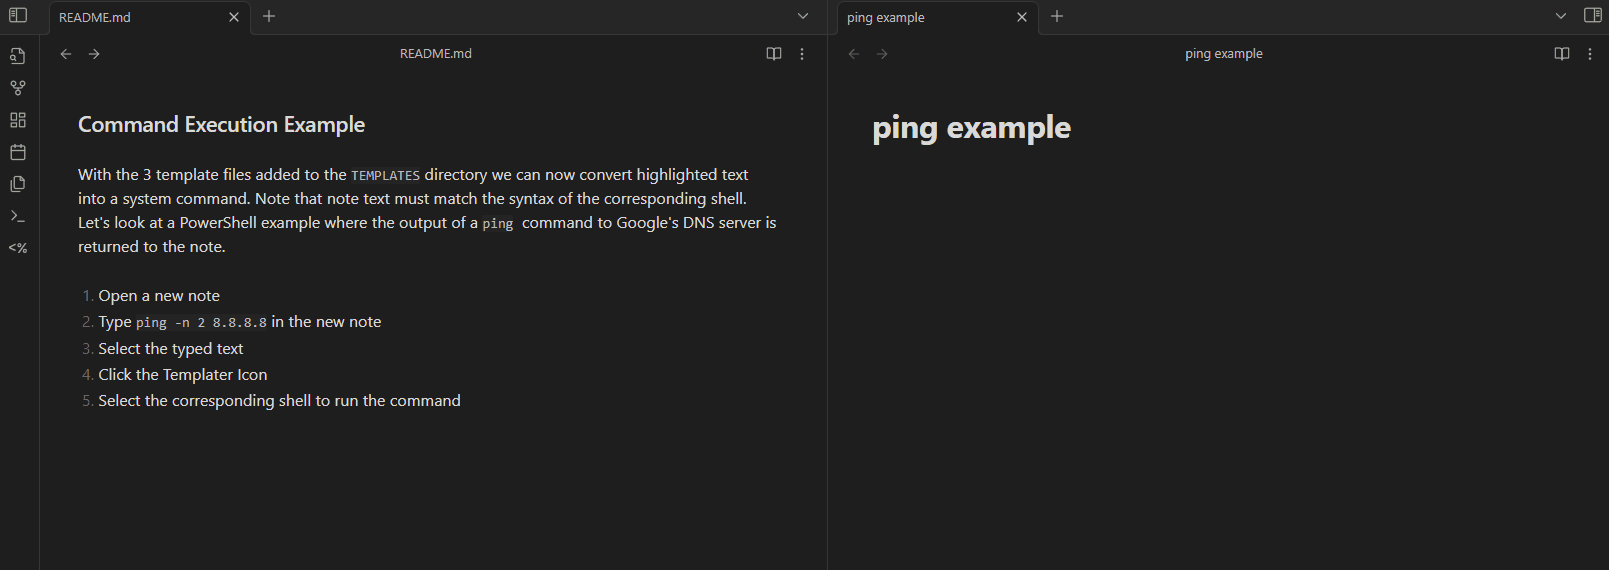 README.md
ping example
README.md
ping example
Command Execution Example
With the 3 template files added to the TEMPLATES directory we can now convert highlighted text
into a system command. Note that note text must match the syntax of the corresponding shell.
Let's look at a PowerShell example where the output of a ping command to Google's DNS server is
returned to the note.
1. Open a new note
2. Type ping -n 2 8.8.8.8 in the new note
3. Select the typed text
4. Click the Templater Icon
5. Select the corresponding shell to run the command
ping example